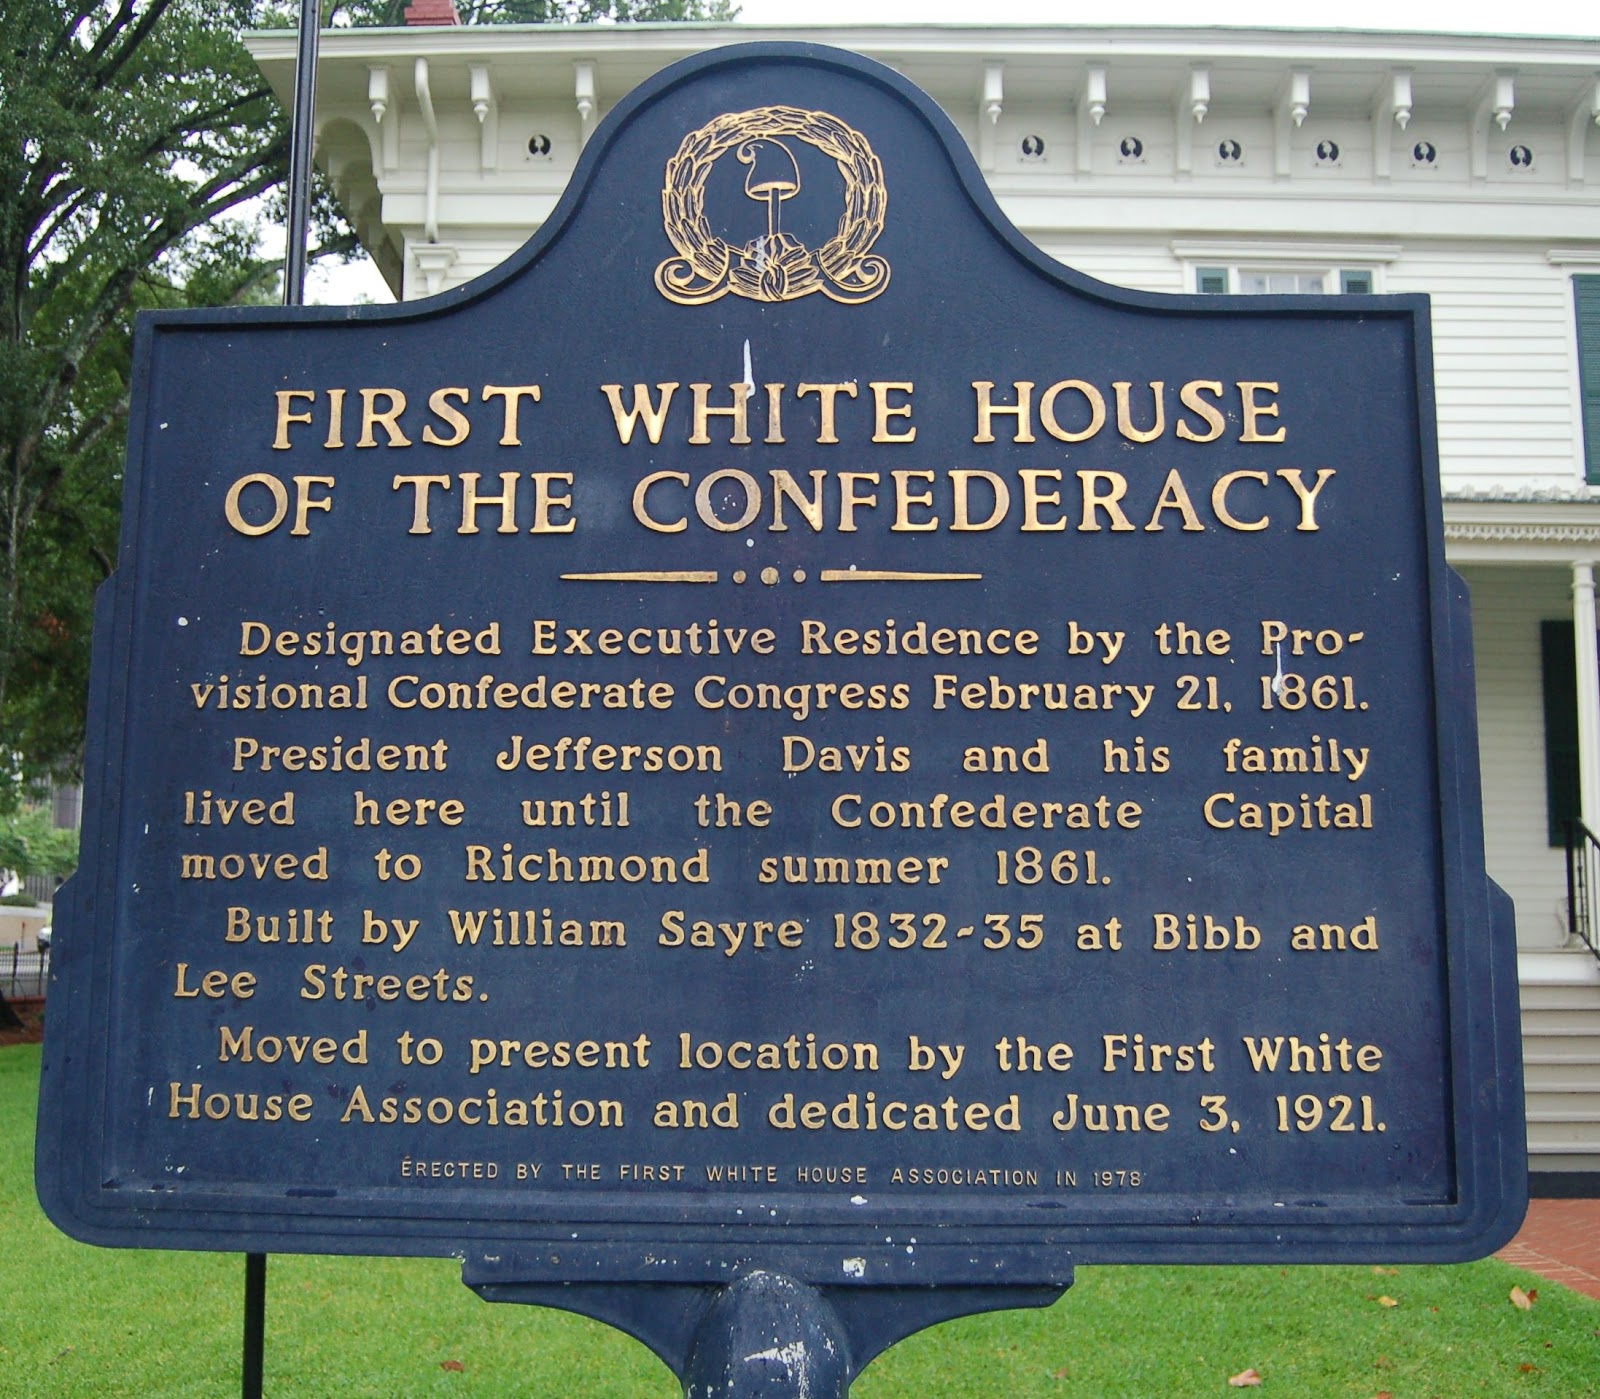 FIRST WHITE HOUSE
OF THE CONFEDERACY
Designated Executive Residence by the Pro-
visional Confederate Congress February 21, 1861.
President Jefferson Davis and his family
lived here until the Confederate Capital
moved to Richmond summer 1861.
Built by William Sayre 1832-35 at Bibb and
Lee Streets.
Moved to present location by the First White
House Association and dedicated June 3, 1921.
ERECTED BY THE FIRST WHITE HOUSE ASSOCIATION IN 1978